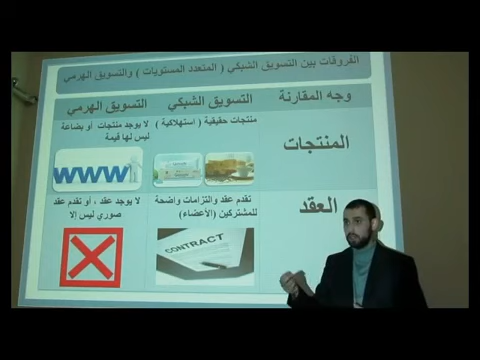 الفروقات بين التسويق الشبكي ( المتعدد المستويات ) والتسويق الهرمي
وجه المقارنة
التسويق الشبكي
التسويق الهرمي
المنتجات
منتجات حقيقية ( استهلاكية )
لا يوجد منتجات أو بضاعة
ليس لها قيمة
WWW
العقد
تقدم عقد والتزامات واضحة
للمشتركين (الأعضاء)
لا يوجد عقد ، أو تقدم عقد
صوري ليس إلا
CONTRACT